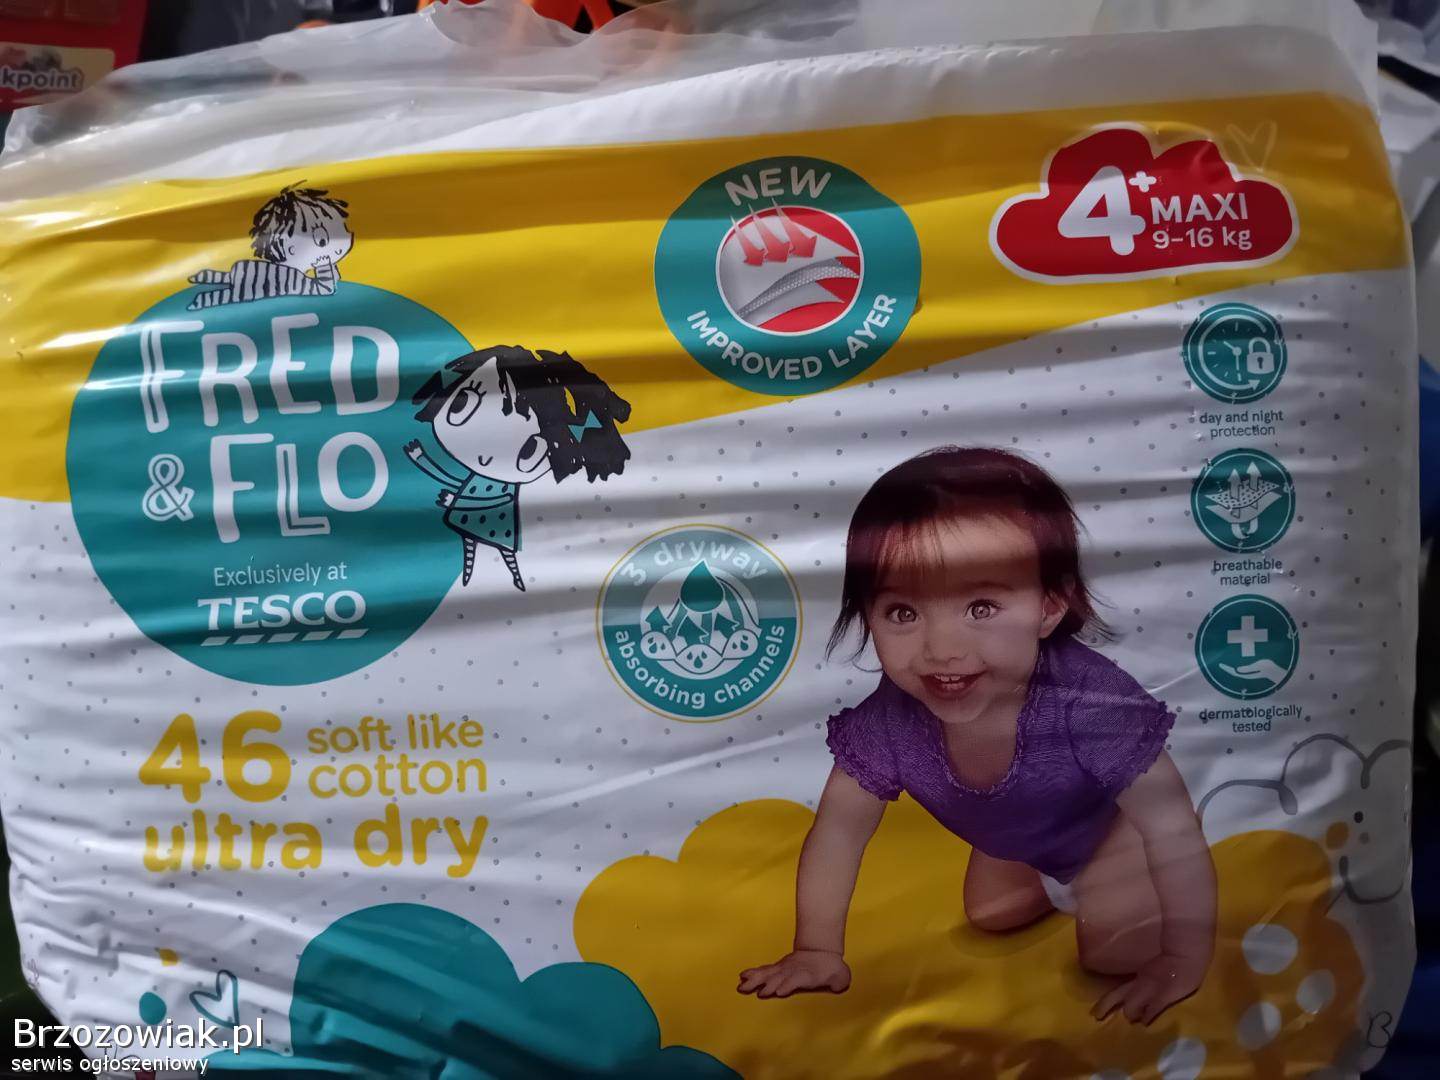 kpoint
NEW
IMPROVED LAYER
4+
MAXI
9-16 kg
FRED
& FLO
Exclusively at
TESCO
day and night
protection
breathable
material
3 dryway
absorbing channels
dermatologically
tested
46 soft like
cotton
ultra dry
Brzozowiak.pl
serwis ogłoszeniowy